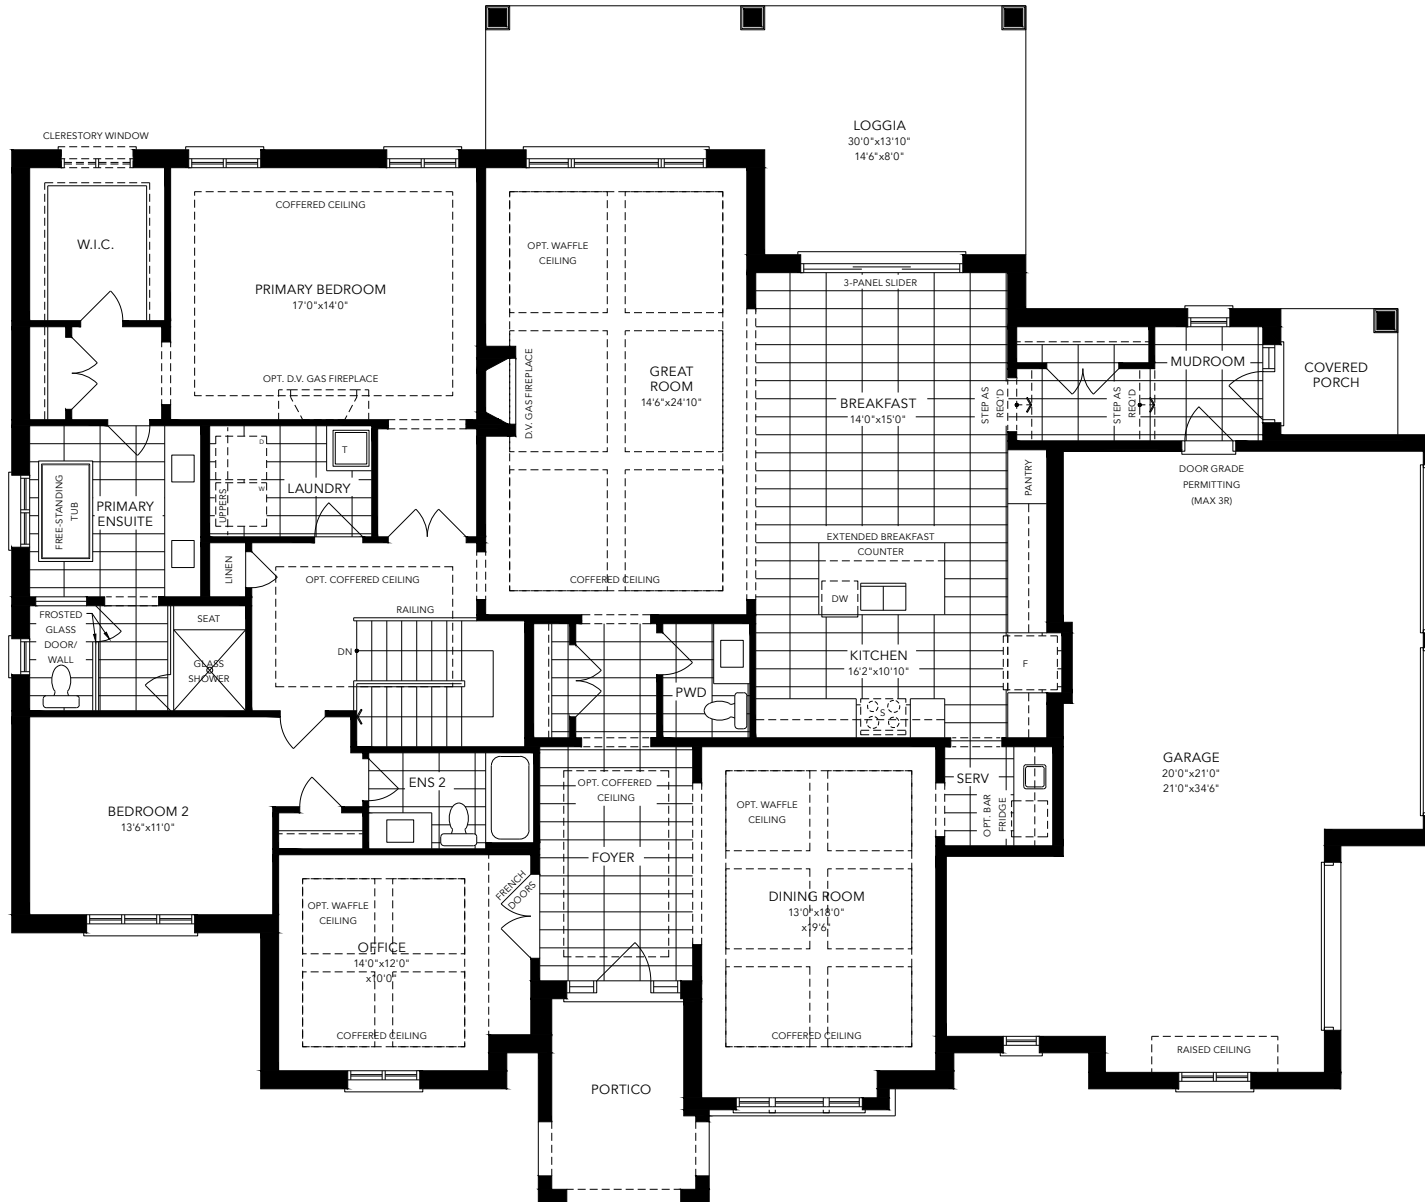 LOGGIA
30'0"x13'10"
14'6"x8'0"
CLERESTORY WINDOW
COFFERED CEILING
W.I.C.
PRIMARY BEDROOM
17'0"x14'0"
OPT. D.V. GAS FIREPLACE
OPT. WAFFLE
CEILING
D.V. GAS FIREPLACE
GREAT
ROOM
14'6"x24'10"
COFFERED CEILING
3-PANEL SLIDER
BREAKFAST
14'0"x15'0"
STEP AS
REQ'D
STEP AS
REQ'D
MUDROOM
COVERED
PORCH
DOOR GRADE
PERMITTING
(MAX 3R)
PANTRY
FREE-STANDING
TUB
PRIMARY
ENSUITE
D
W
UPPERS
LAUNDRY
T
LINEN
OPT. COFFERED CEILING
RAILING
DN
FROSTED
GLASS
DOOR/
WALL
SEAT
GLASS
SHOWER
EXTENDED BREAKFAST
COUNTER
DW
KITCHEN
16'2"x10'10"
F
S
PWD
BEDROOM 2
13'6"x11'0"
ENS 2
OPT. COFFERED
CEILING
FOYER
FRENCH
DOORS
OPT. WAFFLE
CEILING
OFFICE
14'0"x12'0"
x10'0"
COFFERED CEILING
OPT. WAFFLE
CEILING
DINING ROOM
13'0"x18'0"
x19'6"
COFFERED CEILING
SERV
OPT. BAR
FRIDGE
GARAGE
20'0"x21'0"
21'0"x34'6"
RAISED CEILING
PORTICO